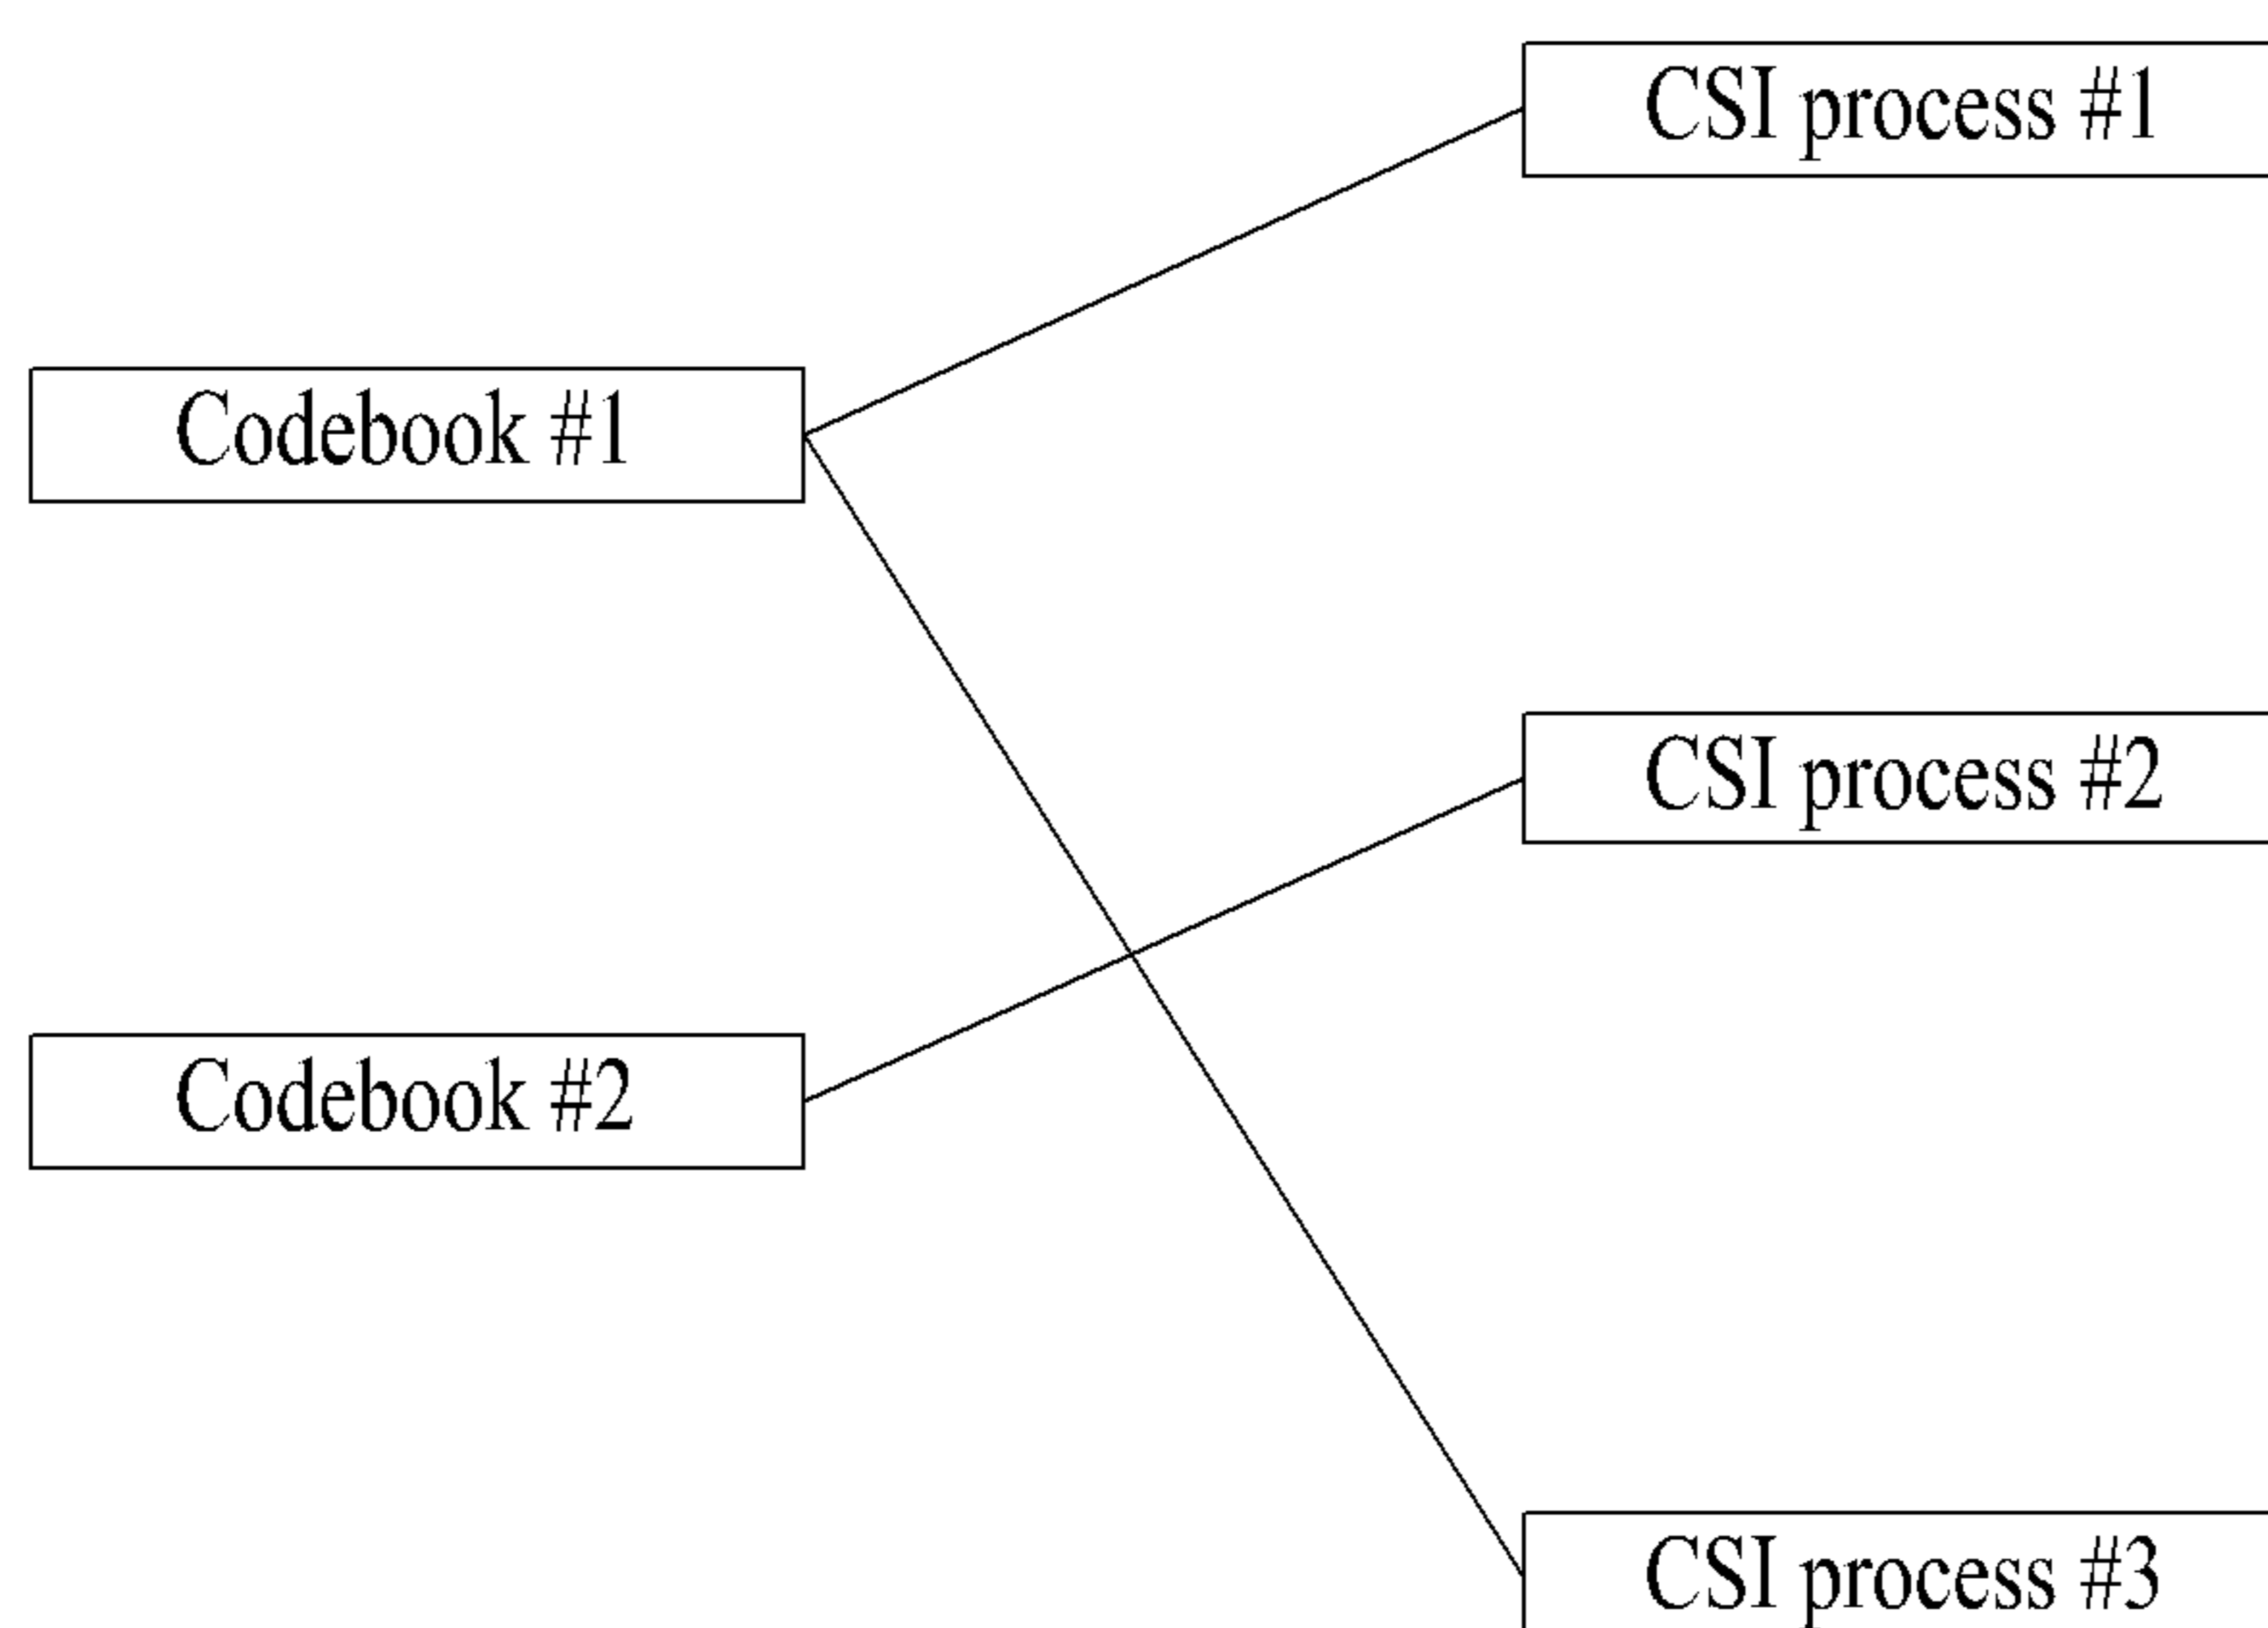 CSI process #1
Codebook #1
CSI process #2
Codebook #2
CSI process #3